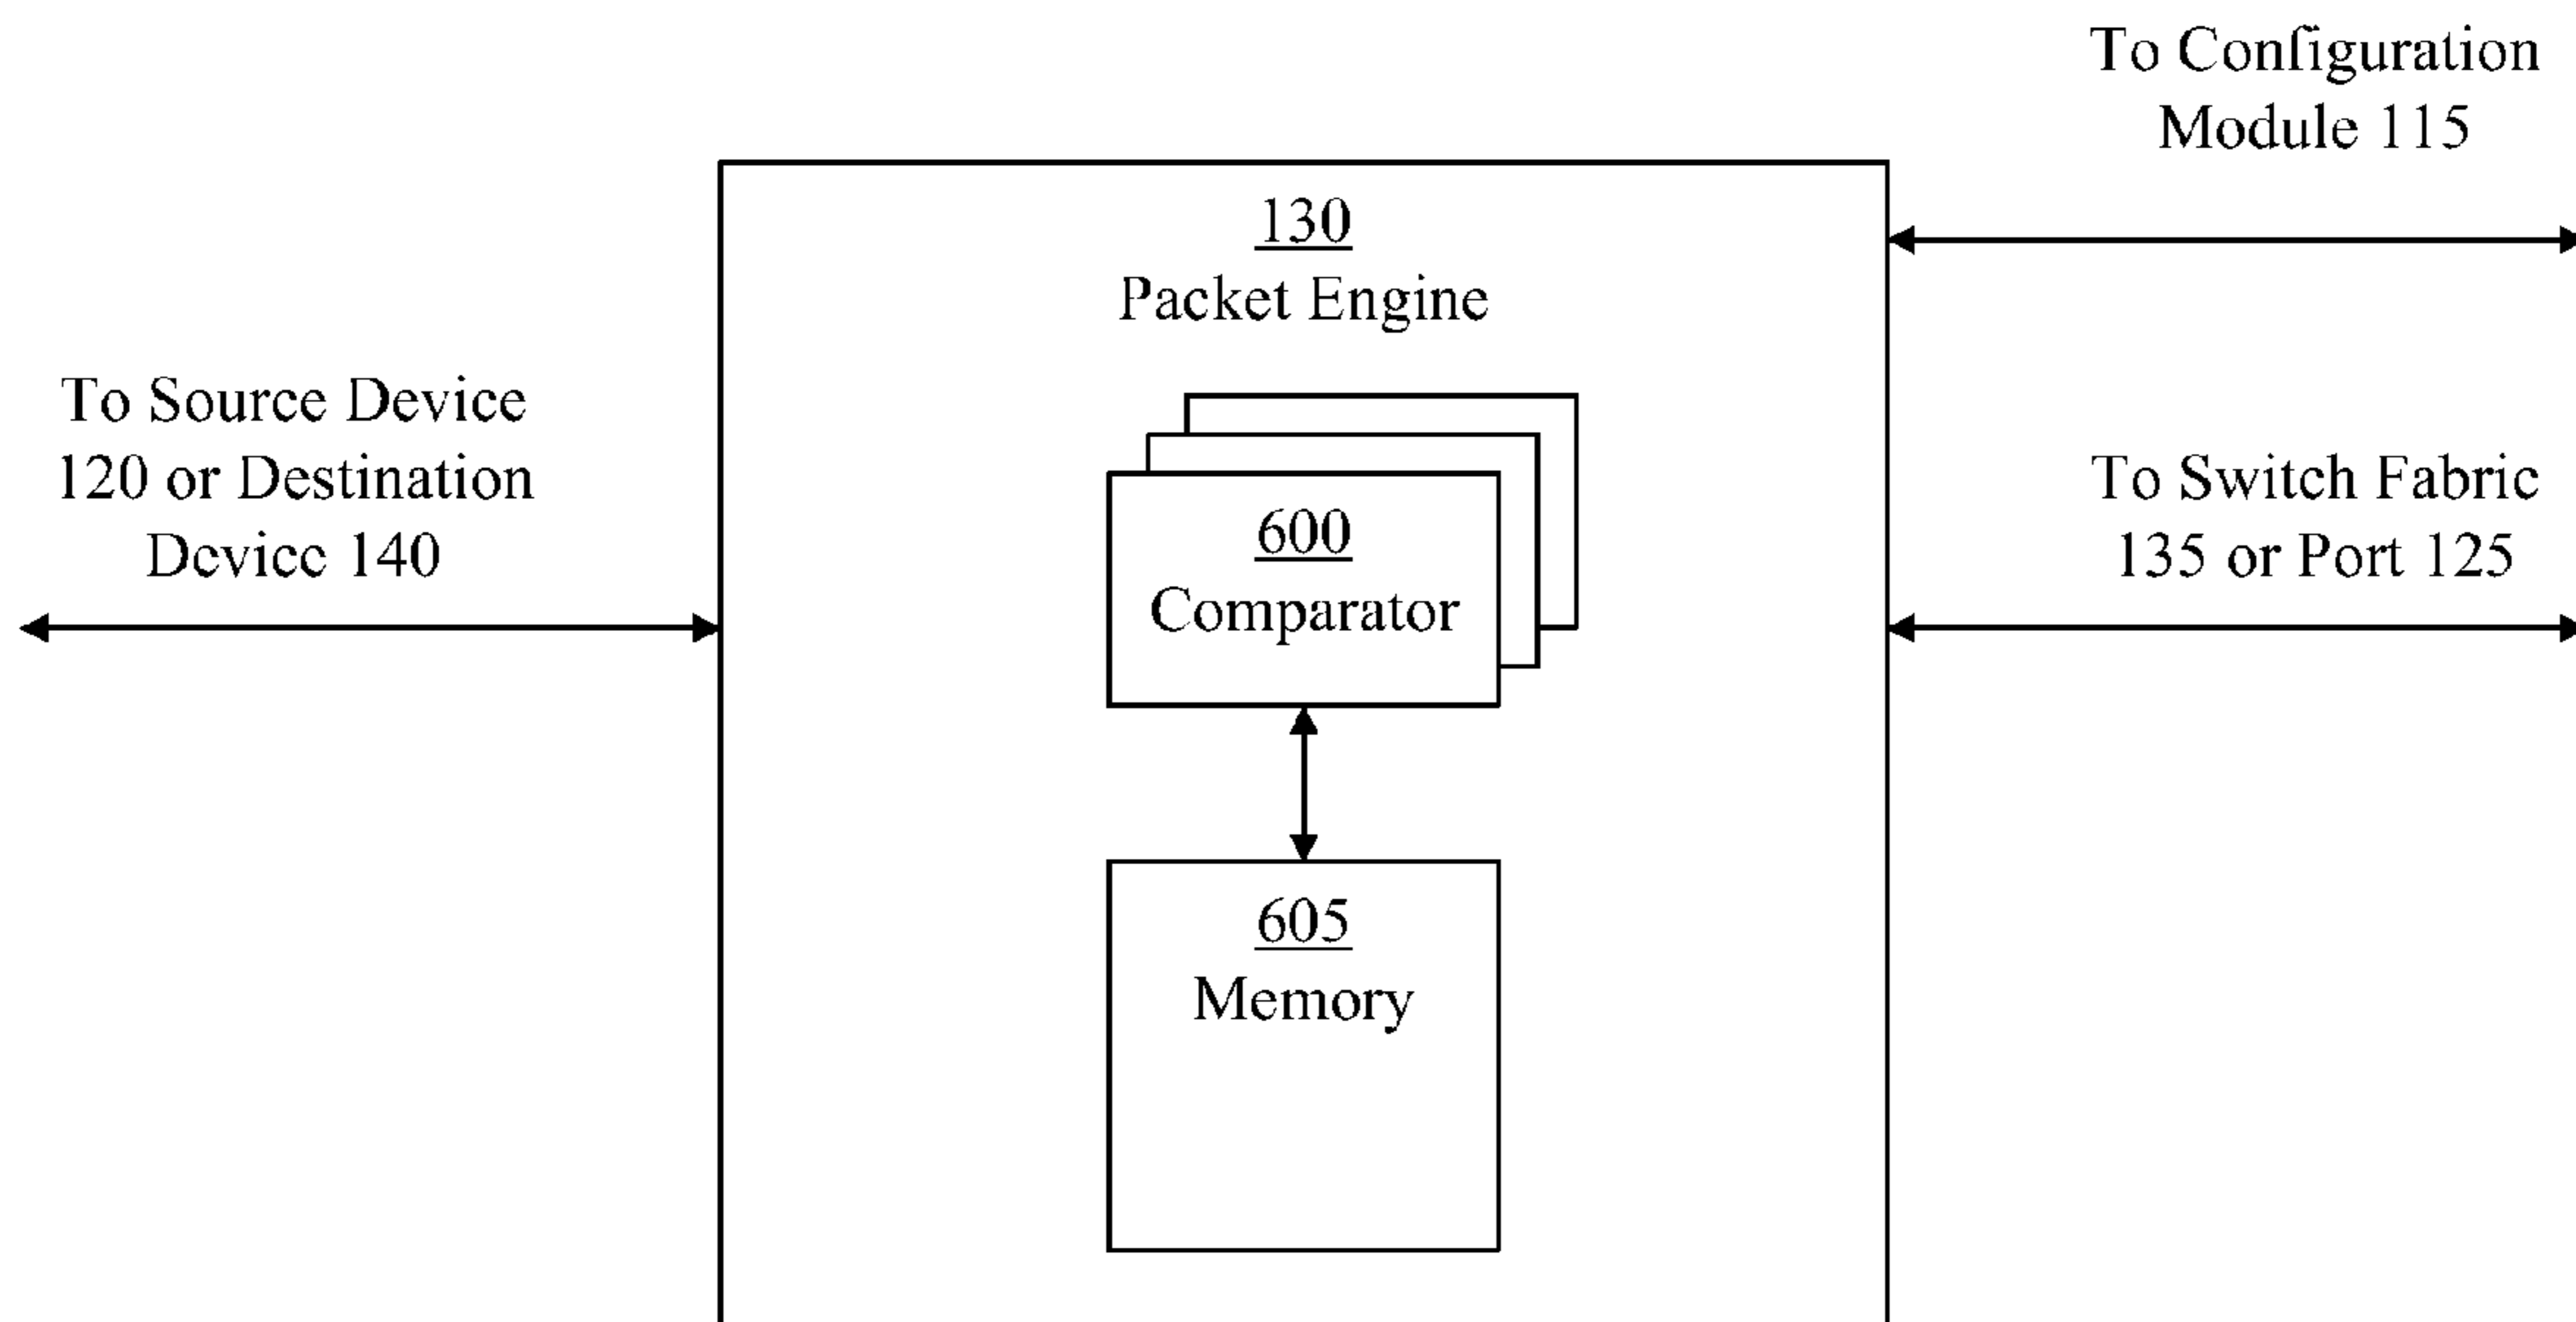 To Configuration
Module 115
130
Packet Engine
To Source Device
120 or Destination
Device 140
To Switch Fabric
135 or Port 125
600
Comparator
605
Memory